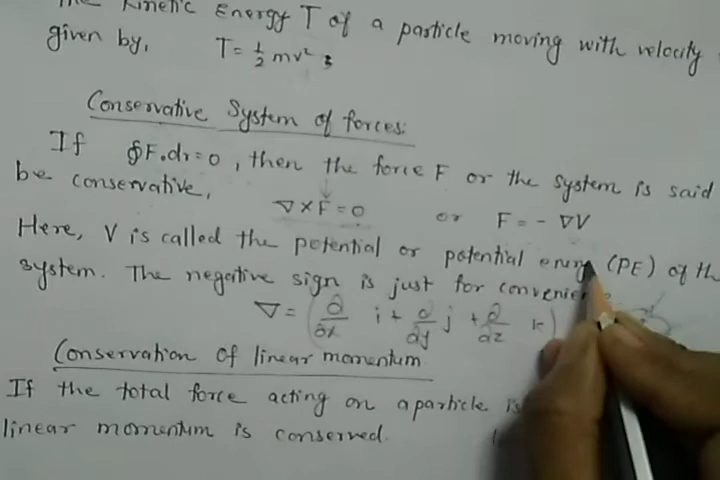 the kinetic energy T of a particle moving with velocity
given by, T = 1/2 mv² ;
Conservative System of forces:
If ∮F.dr=0, then the force F or the system is said
be conservative,
∇×F=0 or F = - ∇V
Here, V is called the potential or potential energy (PE) of th
system. The negative sign is just for convenien
∇ = ( ∂/∂x i + ∂/∂y j + ∂/∂z k )
Conservation of linear momentum
If the total force acting on a particle is
linear momentum is conserved.